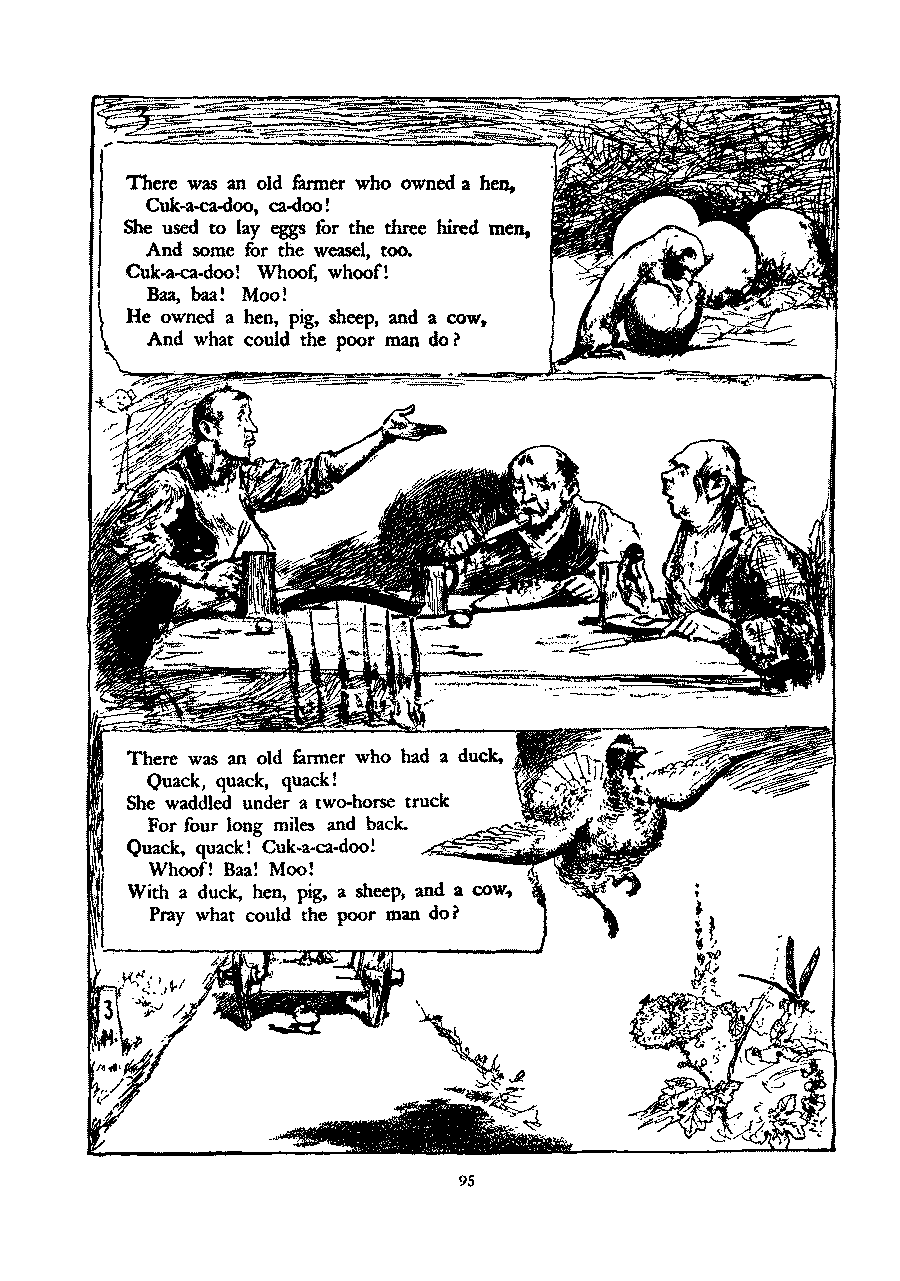 3
There was an old farmer who owned a hen,
Cuk-a-ca-doo, ca-doo!
She used to lay eggs for the three hired men,
And some for the weasel, too.
Cuk-a-ca-doo! Whoof, whoof!
Baa, baa! Moo!
He owned a hen, pig, sheep, and a cow,
And what could the poor man do?
There was an old farmer who had a duck,
Quack, quack, quack!
She waddled under a two-horse truck
For four long miles and back.
Quack, quack! Cuk-a-ca-doo!
Whoof! Baa! Moo!
With a duck, hen, pig, a sheep, and a cow,
Pray what could the poor man do?
3
M.
95